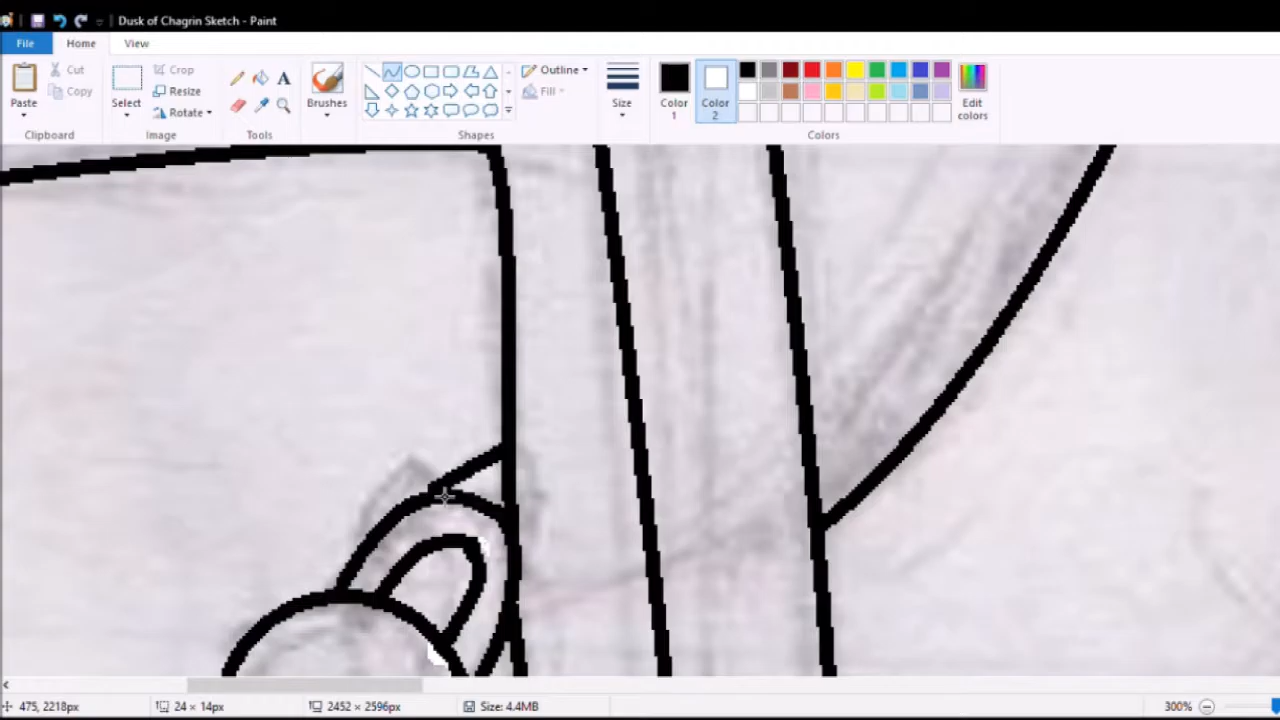 Dusk of Chagrin Sketch - Paint
File Home View
Paste
Cut
Copy
Clipboard
Select
Crop
Resize
Rotate
Image
A
Tools
Brushes
Outline
Fill
Shapes
Size
Color 1
Color 2
Edit colors
Colors
475, 2218px
24 × 14px
2452 × 2596px
Size: 4.4MB
300%